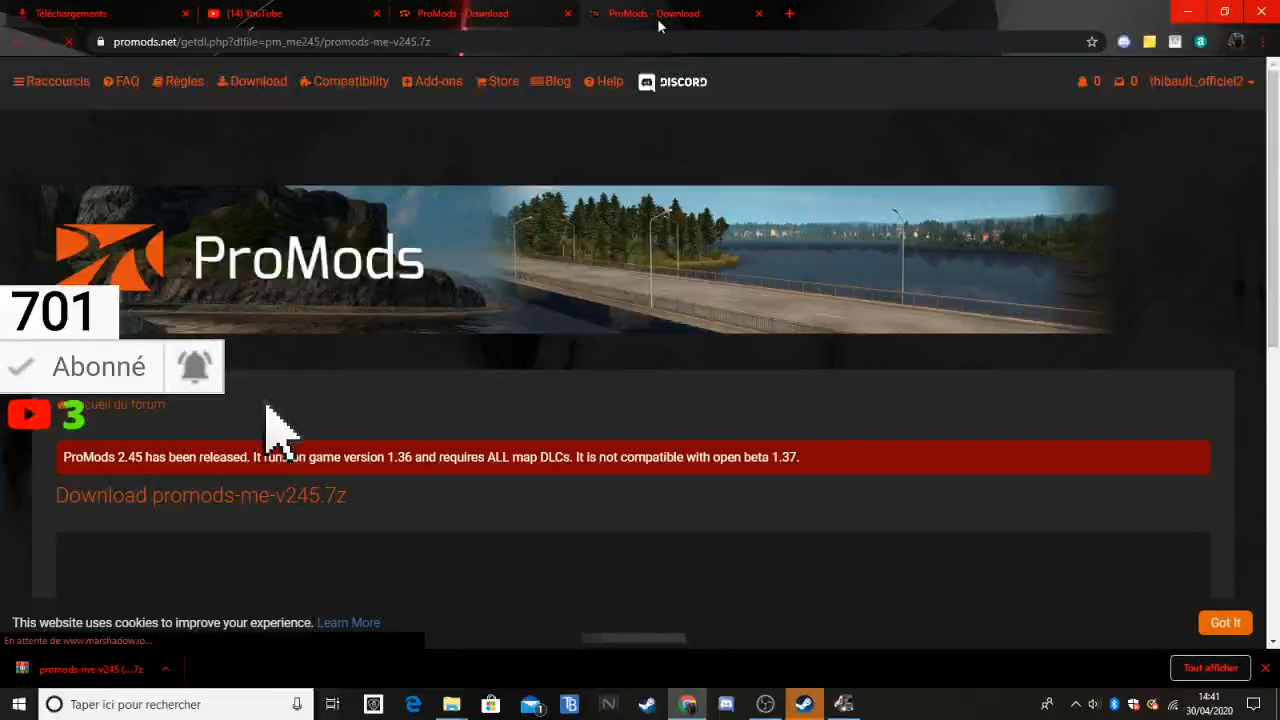 Téléchargements
(14) YouTube
ProMods - Download
ProMods - Download
promods.net/getdl.php?dlfile=pm_me245/promods-me-v245.7z
Raccourcis FAQ Règles Download Compatibility Add-ons Store Blog Help DISCORD 0 0 thibault_officiel2
ProMods
701
Abonné
3
cueil du forum
ProMods 2.45 has been released. It runs on game version 1.36 and requires ALL map DLCs. It is not compatible with open beta 1.37.
Download promods-me-v245.7z
This website uses cookies to improve your experience. Learn More
Got It
En attente de www.marshadow.io...
promods-me-v245 (...7z
Tout afficher
Taper ici pour rechercher
14:41
30/04/2020